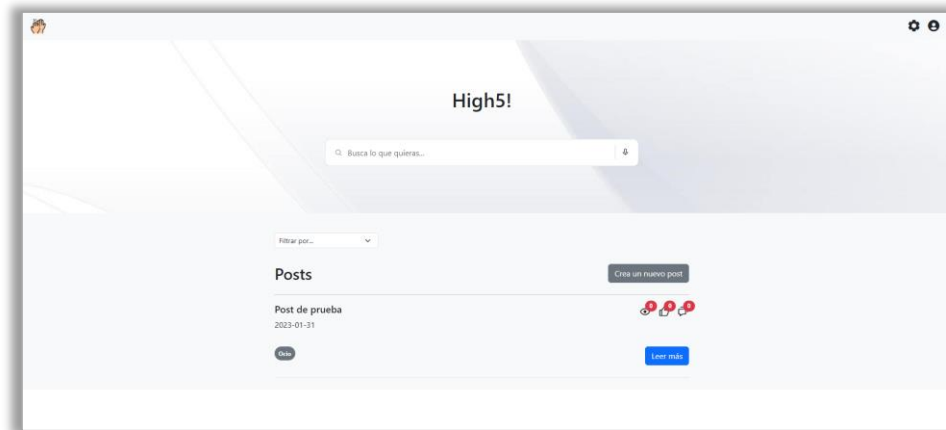 High5!
Busca lo que quieras...
Filtrar por...
Posts
Crea un nuevo post
Post de prueba
0 0 0
2023-01-31
Ocio
Leer más